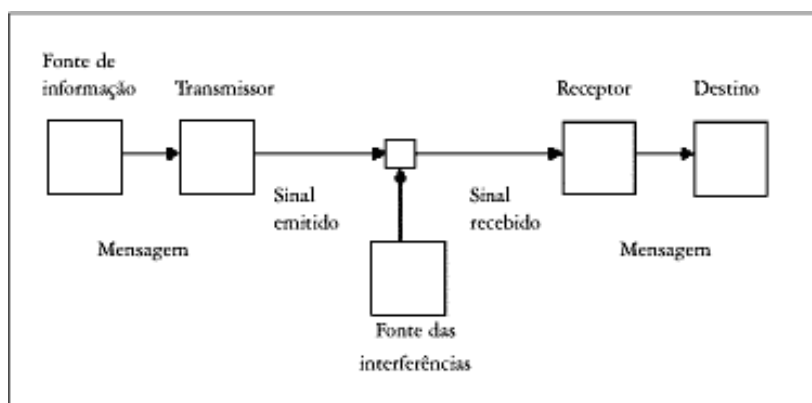 Fonte de
informação
Transmissor
Receptor
Destino
Sinal
emitido
Sinal
recebido
Mensagem
Mensagem
Fonte das
interferências